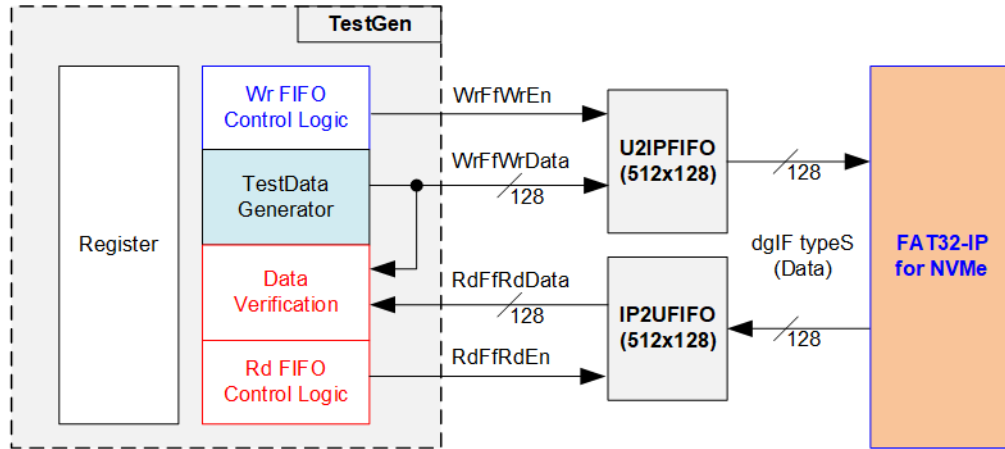 TestGen
Register
Wr FIFO
Control Logic
TestData
Generator
Data
Verification
Rd FIFO
Control Logic
WrFfWrEn
WrFfWrData
128
RdFfRdData
128
RdFfRdEn
U2IPFIFO
(512x128)
IP2UFIFO
(512x128)
128
dgIF typeS
(Data)
128
FAT32-IP
for NVMe